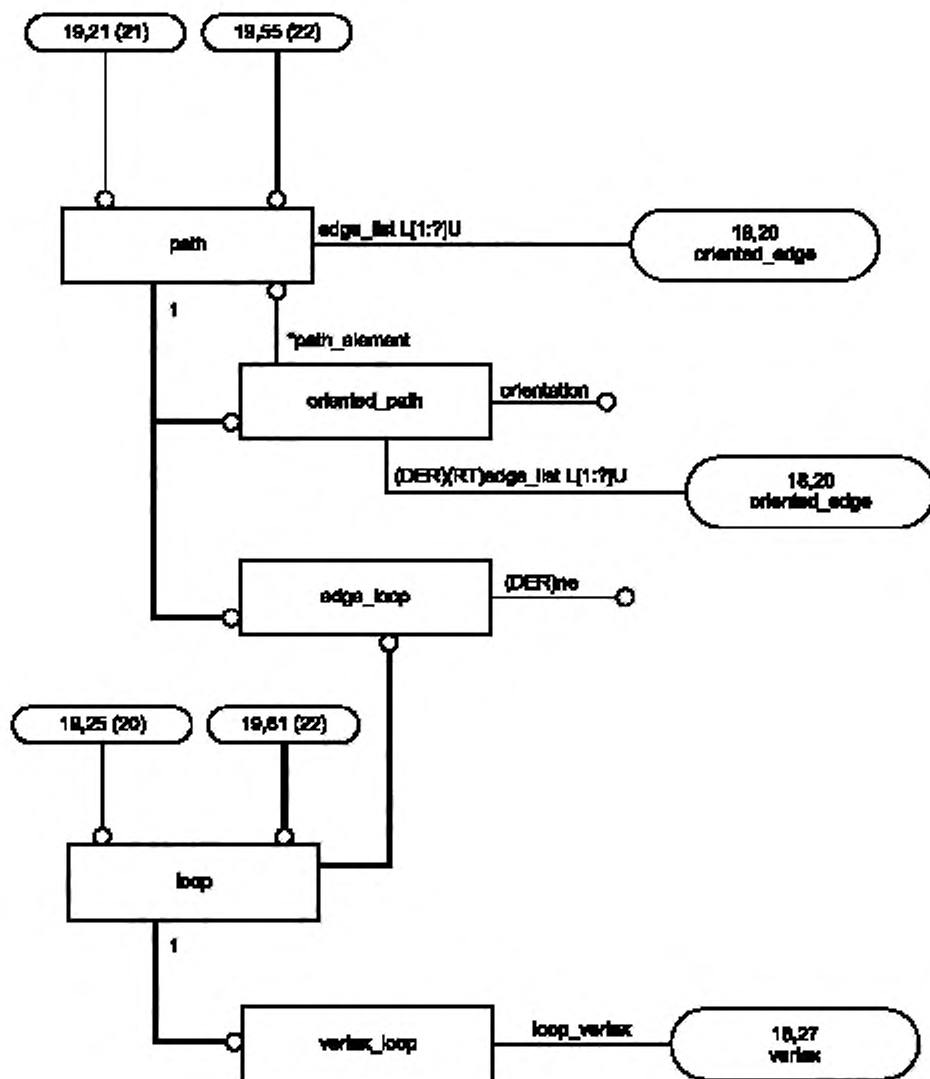 19,21 (21)
19,55 (22)
path
edge_list L[1:?]U
18,20
oriented_edge
1
*path_element
oriented_path
orientation
(DER)(RT)edge_list L[1:?]U
18,20
oriented_edge
edge_loop
(DER)ne
19,25 (20)
19,61 (22)
loop
1
vertex_loop
loop_vertex
18,27
vertex